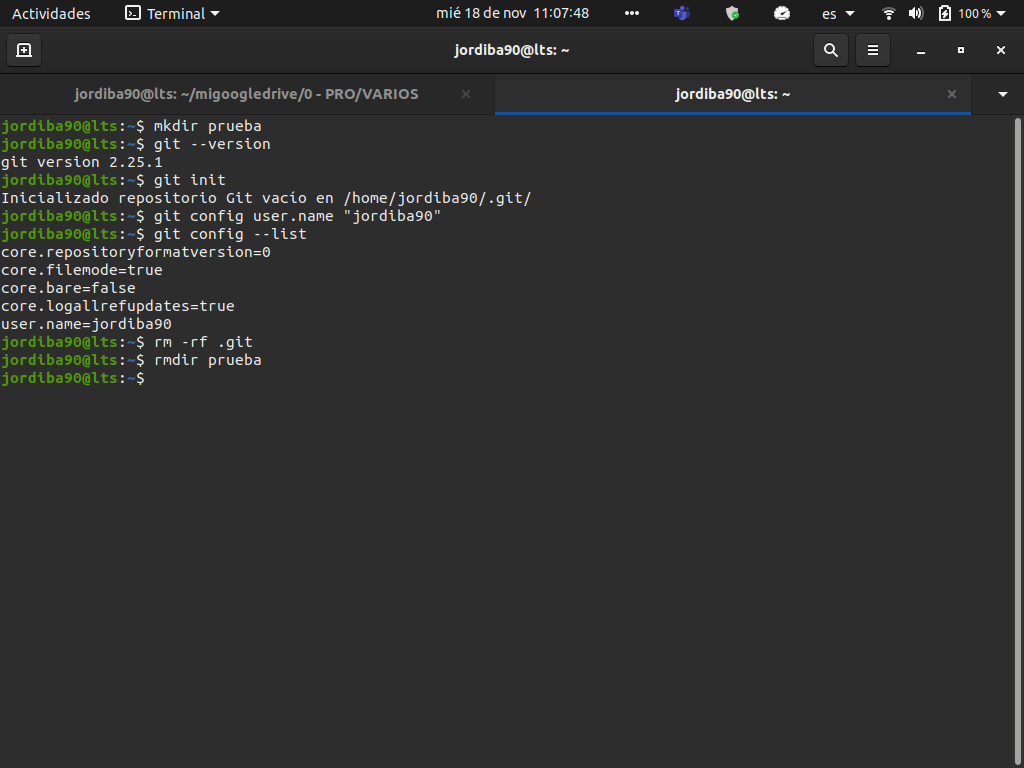 Actividades Terminal mié 18 de nov 11:07:48 es 100 %
jordiba90@lts: ~
jordiba90@lts: ~/migoogledrive/0 - PRO/VARIOS jordiba90@lts: ~
jordiba90@lts:~$ mkdir prueba
jordiba90@lts:~$ git --version
git version 2.25.1
jordiba90@lts:~$ git init
Inicializado repositorio Git vacío en /home/jordiba90/.git/
jordiba90@lts:~$ git config user.name "jordiba90"
jordiba90@lts:~$ git config --list
core.repositoryformatversion=0
core.filemode=true
core.bare=false
core.logallrefupdates=true
user.name=jordiba90
jordiba90@lts:~$ rm -rf .git
jordiba90@lts:~$ rmdir prueba
jordiba90@lts:~$